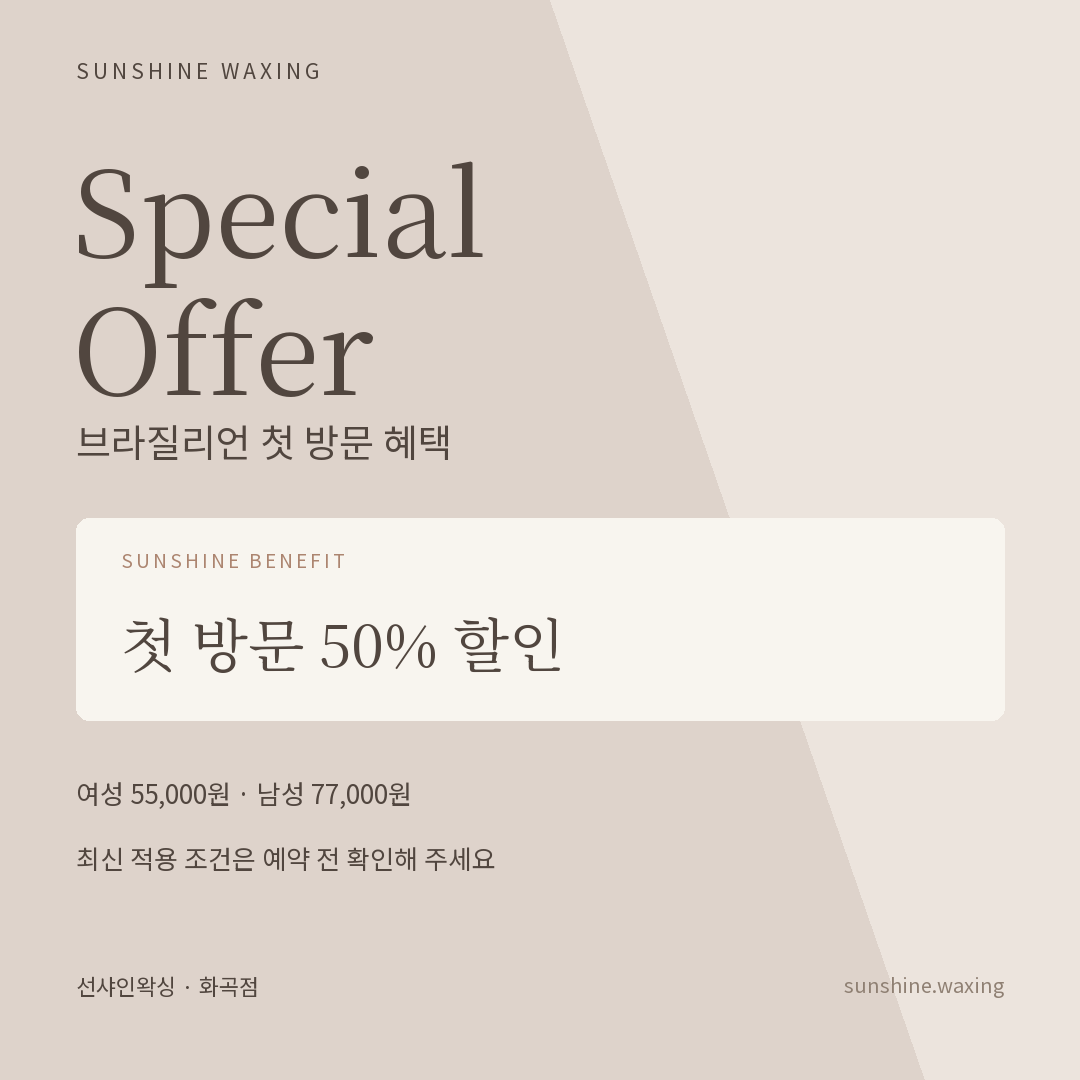 SUNSHINE WAXING
Special
Offer
브라질리언 첫 방문 혜택
SUNSHINE BENEFIT
첫 방문 50% 할인
여성 55,000원 · 남성 77,000원
최신 적용 조건은 예약 전 확인해 주세요
선샤인왁싱 · 화곡점
sunshine.waxing